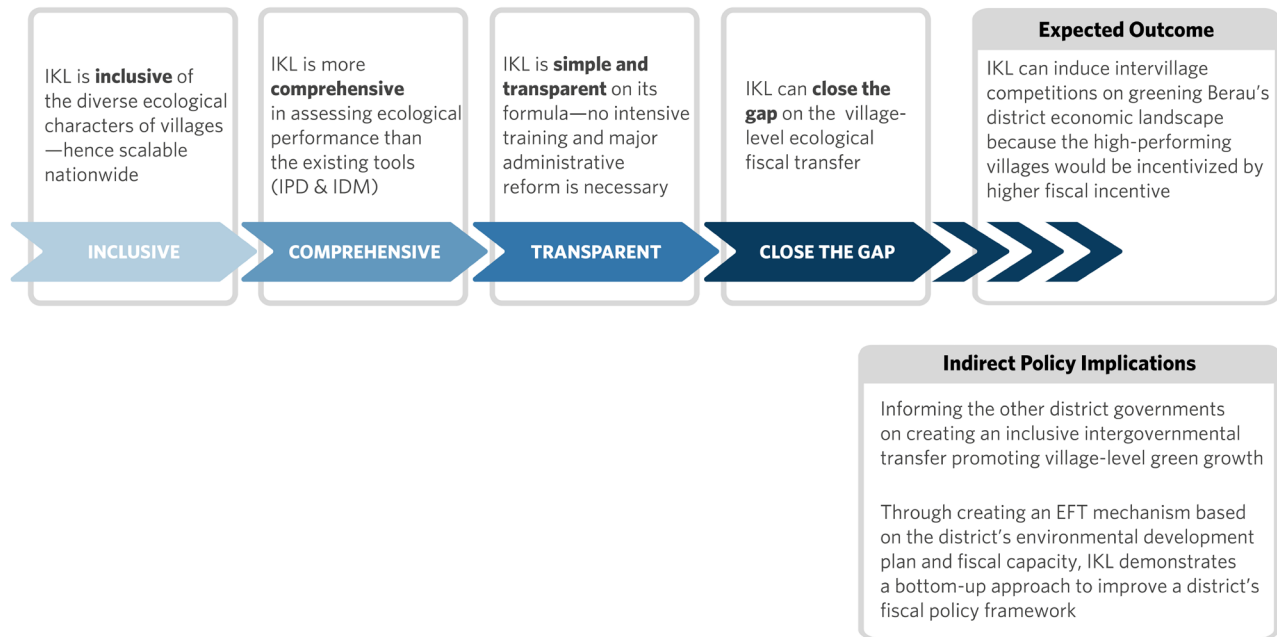 IKL is inclusive of
the diverse ecological
characters of villages
—hence scalable
nationwide
INCLUSIVE
IKL is more
comprehensive
in assessing ecological
performance than
the existing tools
(IPD & IDM)
COMPREHENSIVE
IKL is simple and
transparent on its
formula—no intensive
training and major
administrative
reform is necessary
TRANSPARENT
IKL can close the
gap on the village-
level ecological
fiscal transfer
CLOSE THE GAP
Expected Outcome
IKL can induce intervillage
competitions on greening Berau’s
district economic landscape
because the high-performing
villages would be incentivized by
higher fiscal incentive
Indirect Policy Implications
Informing the other district governments
on creating an inclusive intergovernmental
transfer promoting village-level green growth
Through creating an EFT mechanism based
on the district’s environmental development
plan and fiscal capacity, IKL demonstrates
a bottom-up approach to improve a district’s
fiscal policy framework